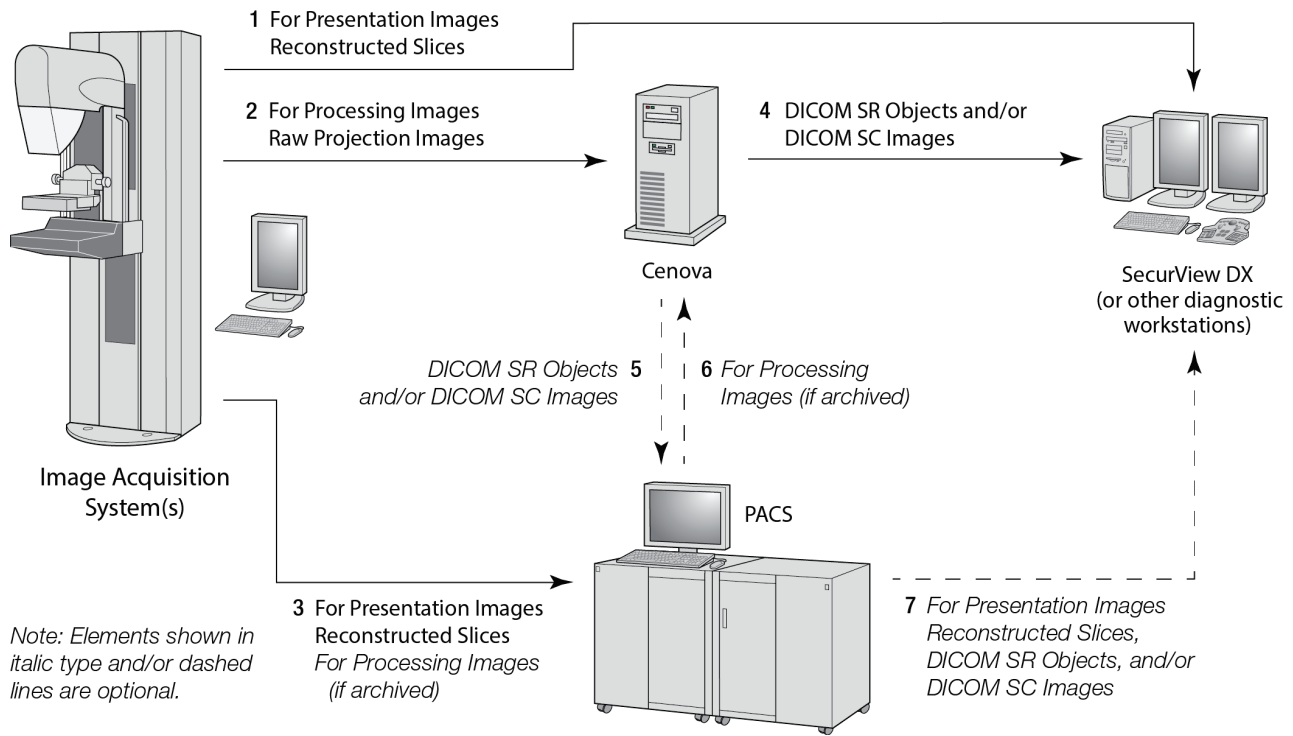 1 For Presentation Images
Reconstructed Slices
2 For Processing Images
Raw Projection Images
4 DICOM SR Objects and/or
DICOM SC Images
Cenova
SecurView DX
(or other diagnostic
workstations)
DICOM SR Objects 5
and/or DICOM SC Images
6 For Processing
Images (if archived)
Image Acquisition
System(s)
PACS
3 For Presentation Images
Reconstructed Slices
For Processing Images
(if archived)
7 For Presentation Images
Reconstructed Slices,
DICOM SR Objects, and/or
DICOM SC Images
Note: Elements shown in
italic type and/or dashed
lines are optional.